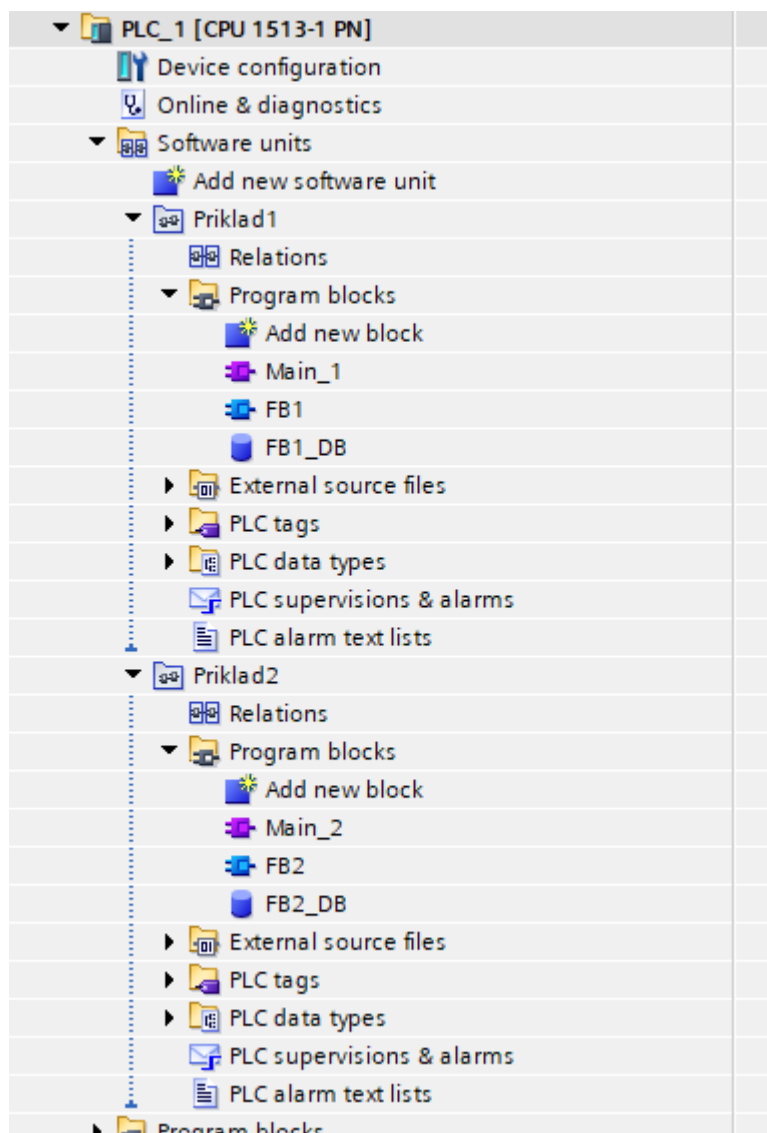 PLC_1 [CPU 1513-1 PN]
Device configuration
Online & diagnostics
Software units
Add new software unit
Priklad1
Relations
Program blocks
Add new block
Main_1
FB1
FB1_DB
External source files
PLC tags
PLC data types
PLC supervisions & alarms
PLC alarm text lists
Priklad2
Relations
Program blocks
Add new block
Main_2
FB2
FB2_DB
External source files
PLC tags
PLC data types
PLC supervisions & alarms
PLC alarm text lists
Program blocks